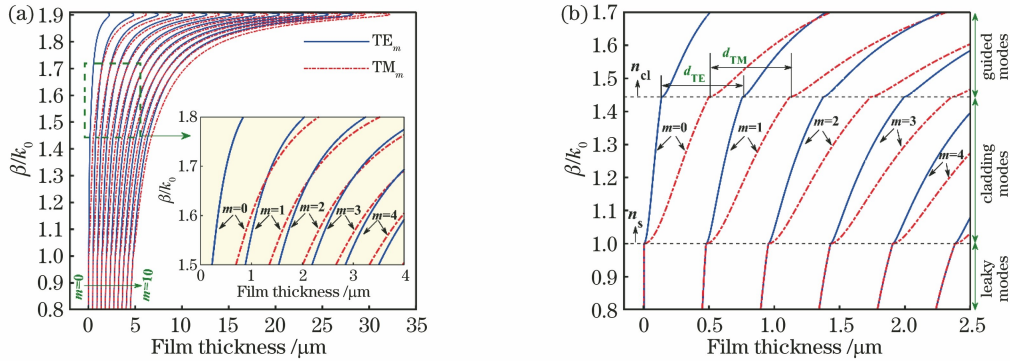 (a)
1.9
1.8
1.7
1.6
1.5
1.4
1.3
1.2
1.1
1.0
0.9
0.8
β/k₀
TEₘ
TMₘ
m=0
m=10
0
5
10
15
20
25
30
35
Film thickness /μm
1.8
1.7
1.6
1.5
β/k₀
m=0
m=1
m=2
m=3
m=4
0
1
2
3
4
Film thickness /μm
(b)
1.7
1.6
1.5
1.4
1.3
1.2
1.1
1.0
0.9
0.8
β/k₀
n_cl
n_s
d_TM
d_TE
m=0
m=1
m=2
m=3
m=4
guided modes
cladding modes
leaky modes
0
0.5
1.0
1.5
2.0
2.5
Film thickness /μm